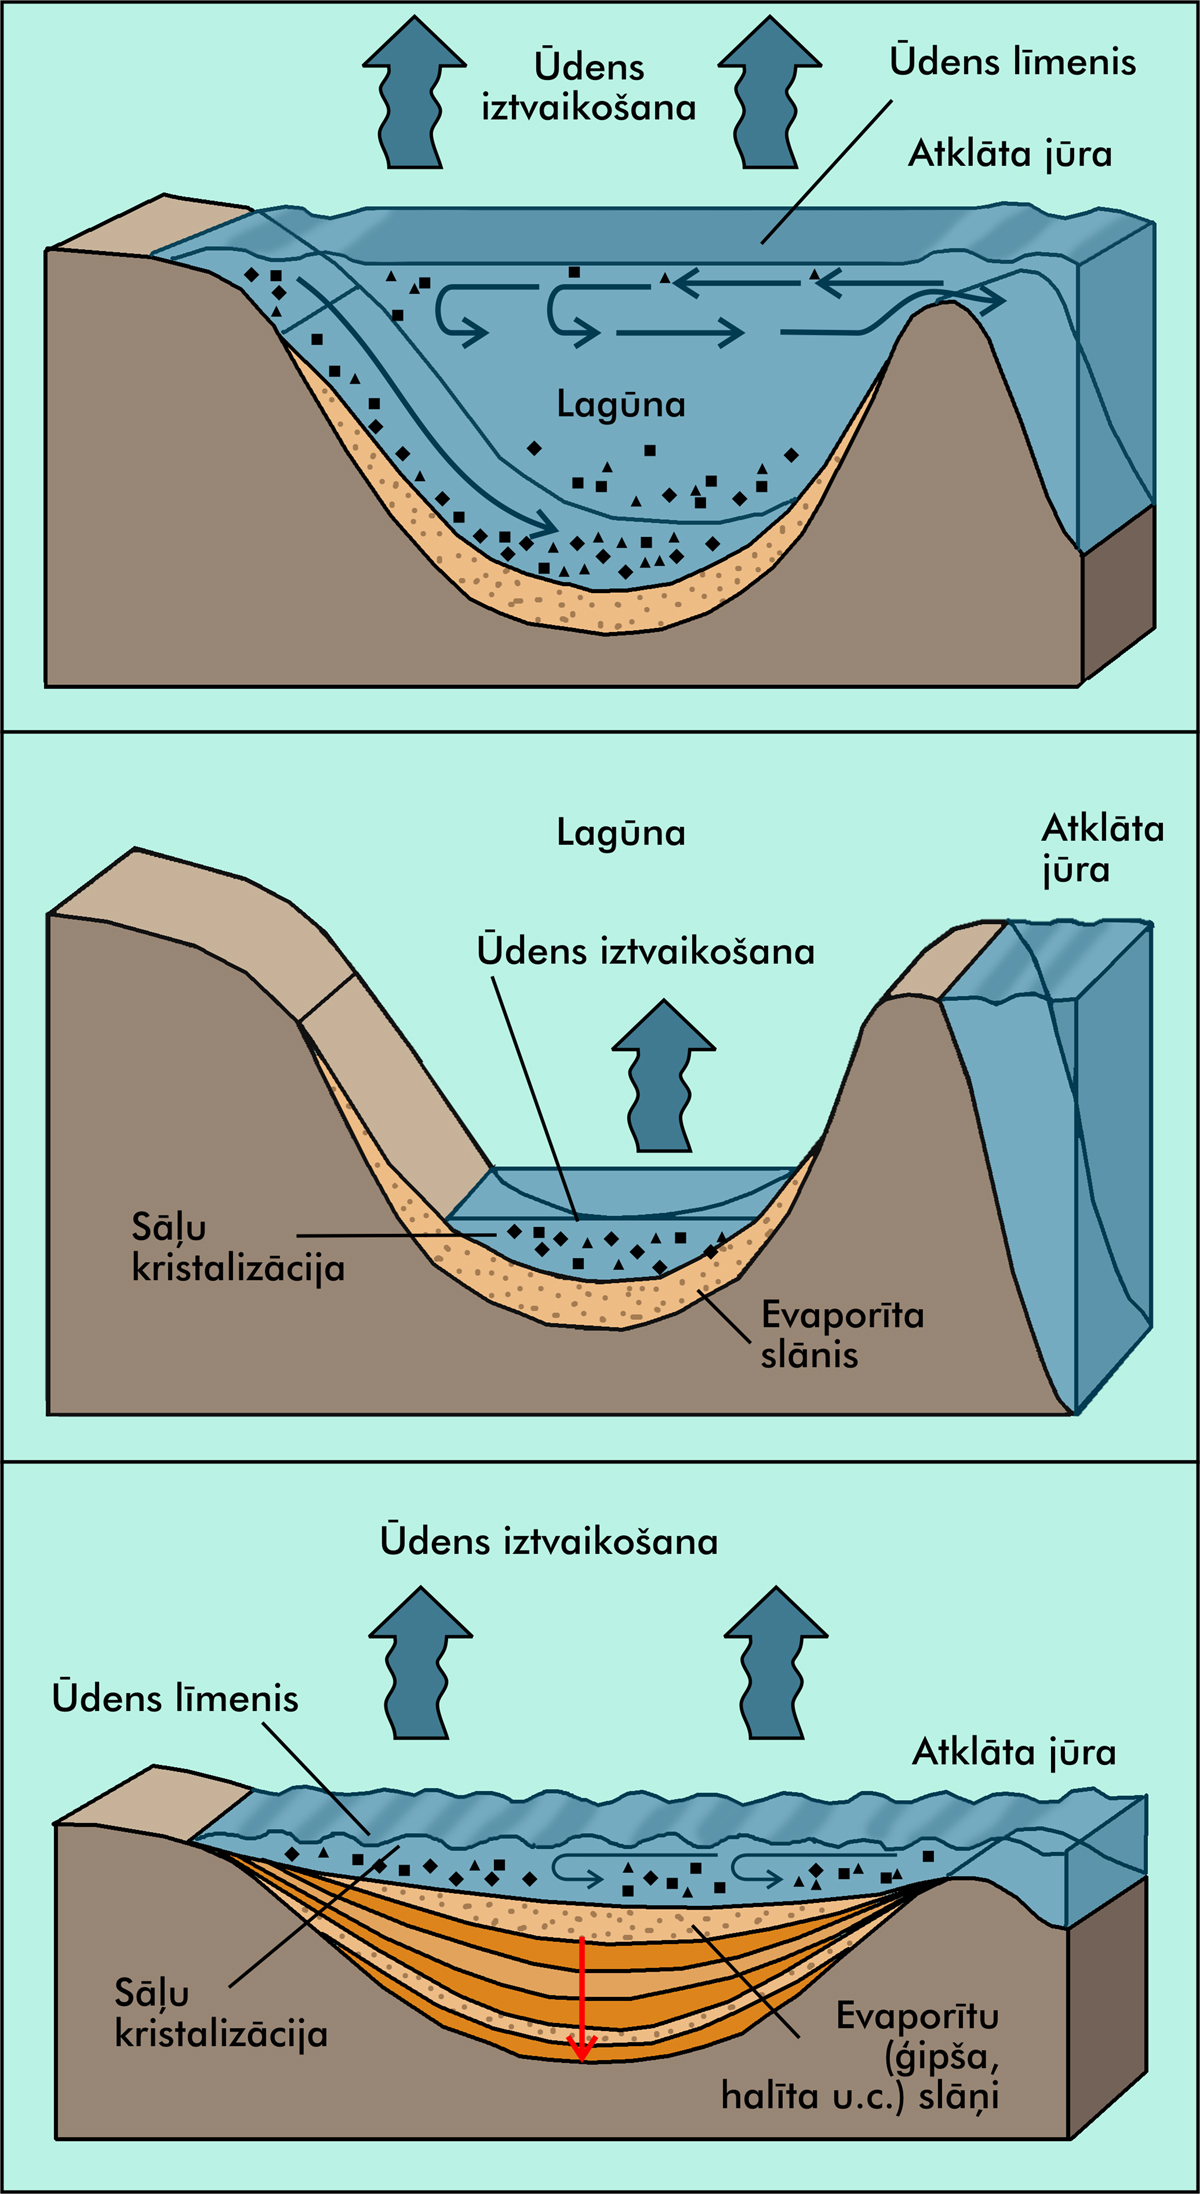 Ūdens
iztvaikošana
Ūdens līmenis
Atklāta jūra
Lagūna
Lagūna
Atklāta
jūra
Ūdens iztvaikošana
Sāļu
kristalizācija
Evaporīta
slānis
Ūdens iztvaikošana
Ūdens līmenis
Atklāta jūra
Sāļu
kristalizācija
Evaporītu
(ģipša,
halīta u.c.) slāņi